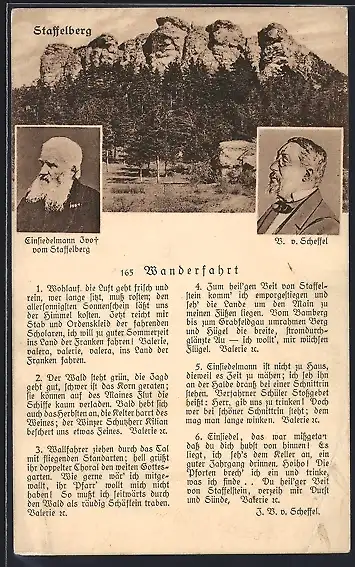 Staffelberg
Einsiedelmann Ivo†
vom Staffelberg
V. v. Scheffel
165 Wanderfahrt
1. Wohlauf, die Luft geht frisch und
rein, wer lange sitzt, muß rosten; den
allersonnigsten Sonnenschein läßt uns
der Himmel kosten. Jetzt reicht mir
Stab und Ordenskleid der fahrenden
Scholaren, ich will zu guter Sommerzeit
ins Land der Franken fahren! Valerie,
valera, valerie, valera, ins Land der
Franken fahren.
2. Der Wald steht grün, die Jagd
geht gut, schwer ist das Korn geraten;
sie können auf des Maines Flut die
Schiffe kaum verladen. Bald hebt sich
auch das Herbsten an, die Kelter harrt des
Weines; der Winzer Schutzherr Kilian
beschert uns etwas Feines. Valerie ꝛc.
3. Wallfahrer ziehen durch das Tal
mit fliegenden Standarten; hell grüßt
ihr doppelter Choral den weiten Gottes-
garten. Wie gerne wär' ich mitge-
wallt, ihr Pfarr' wollt mich nicht
haben! So muß ich seitwärts durch
den Wald als räudig Schäflein traben.
Valerie ꝛc.
4. Zum heil'gen Veit von Staffel-
stein komm' ich emporgestiegen und
seh' die Lande um den Main zu
meinen Füßen liegen. Vom Bamberg
bis zum Grabfeldgau umrahmen Berg
und Hügel die breite, stromdurch-
glänzte Au — ich wollt', mir wüchsen
Flügel. Valerie ꝛc.
5. Einsiedelmann ist nicht zu Haus,
dieweil es Zeit zu mähen; ich seh ihn
an der Halde drauß bei einer Schnittrin
stehen. Verfahrner Schüler Stoßgebet
heißt: Herr, gib uns zu trinken! Doch
wer bei schöner Schnittrin steht; dem
mag man lange winken. Valerie ꝛc.
6. Einsiedel, das war mißgetan
daß du dich hubst von hinnen! Es
liegt, ich seh's dem Keller an, ein
guter Jahrgang drinnen. Hoiho! Die
Pforten brech' ich ein und trinke,
was ich finde . . Du heil'ger Veit
von Staffelstein, verzeih mir Durst
und Sünde, Valerie ꝛc.
J. V. v. Scheffel.